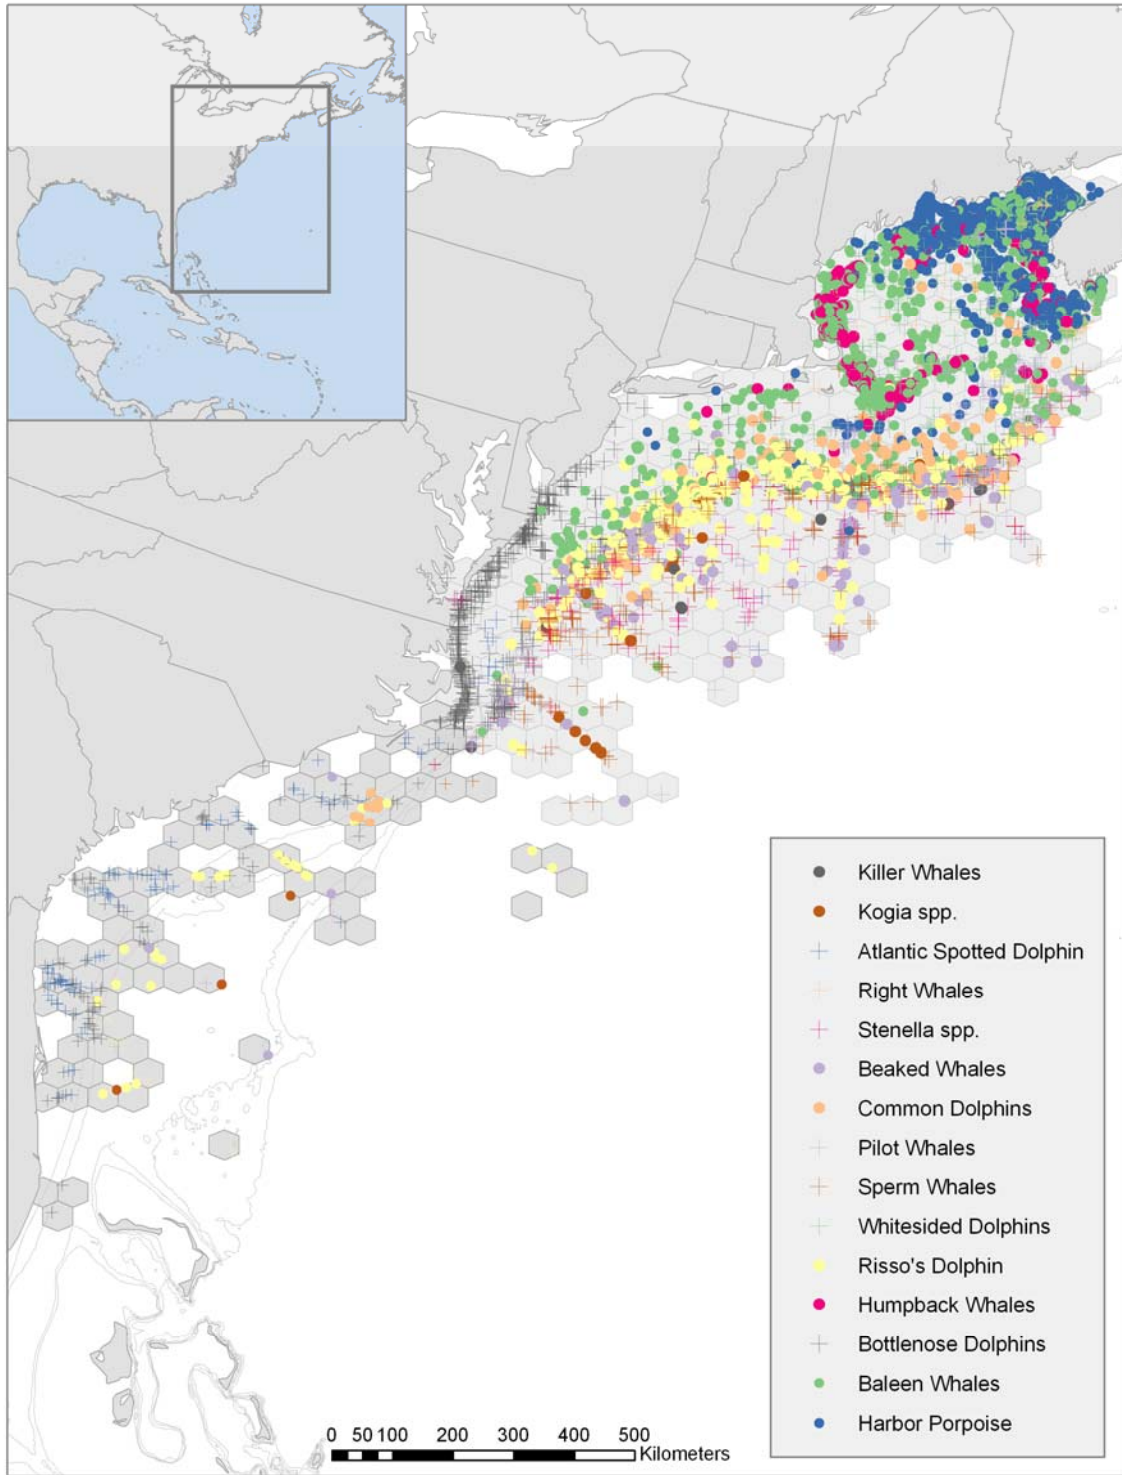 Killer Whales
Kogia spp.
Atlantic Spotted Dolphin
Right Whales
Stenella spp.
Beaked Whales
Common Dolphins
Pilot Whales
Sperm Whales
Whitesided Dolphins
Risso's Dolphin
Humpback Whales
Bottlenose Dolphins
Baleen Whales
Harbor Porpoise
0 50 100 200 300 400 500
Kilometers